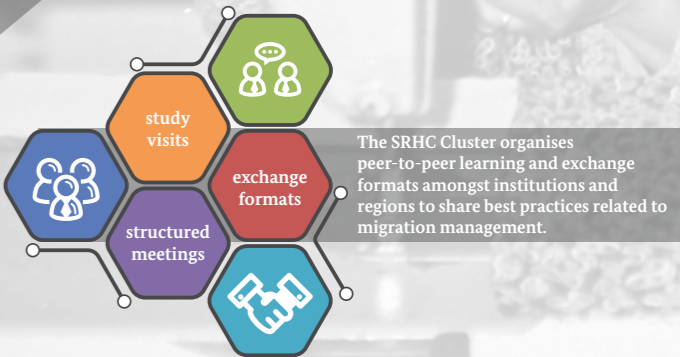 study
visits
exchange
formats
structured
meetings
The SRHC Cluster organises
peer-to-peer learning and exchange
formats amongst institutions and
regions to share best practices related to
migration management.